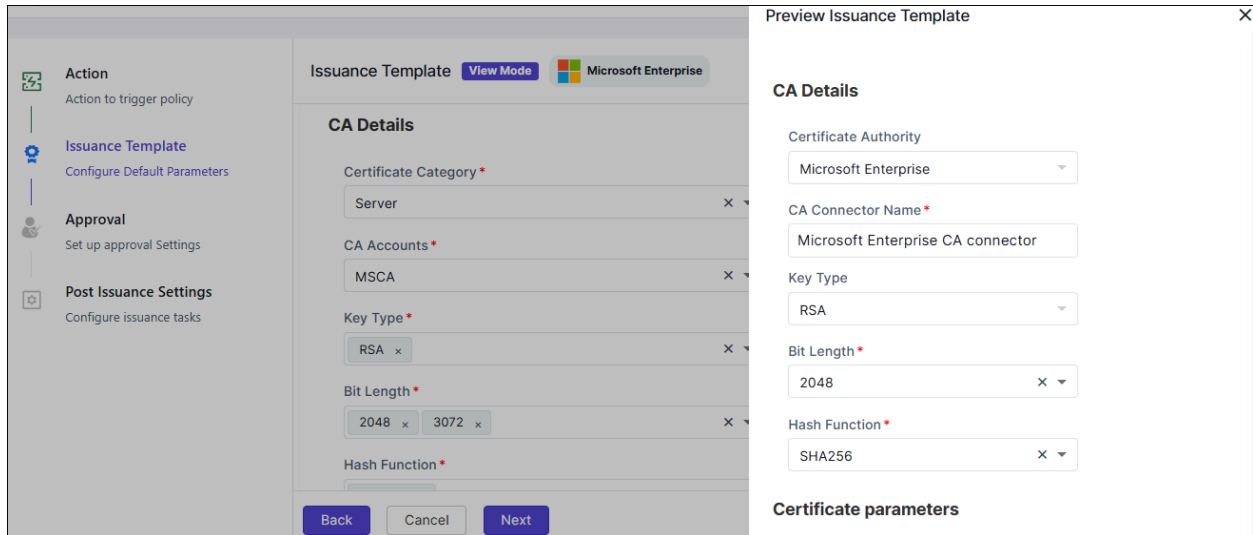 Action
Action to trigger policy
Issuance Template
Configure Default Parameters
Approval
Set up approval Settings
Post Issuance Settings
Configure issuance tasks
Issuance Template View Mode Microsoft Enterprise
CA Details
Certificate Category*
Server
CA Accounts*
MSCA
Key Type*
RSA ×
Bit Length*
2048 × 3072 ×
Hash Function*
Back Cancel Next
Preview Issuance Template
CA Details
Certificate Authority
Microsoft Enterprise
CA Connector Name*
Microsoft Enterprise CA connector
Key Type
RSA
Bit Length*
2048
Hash Function*
SHA256
Certificate parameters